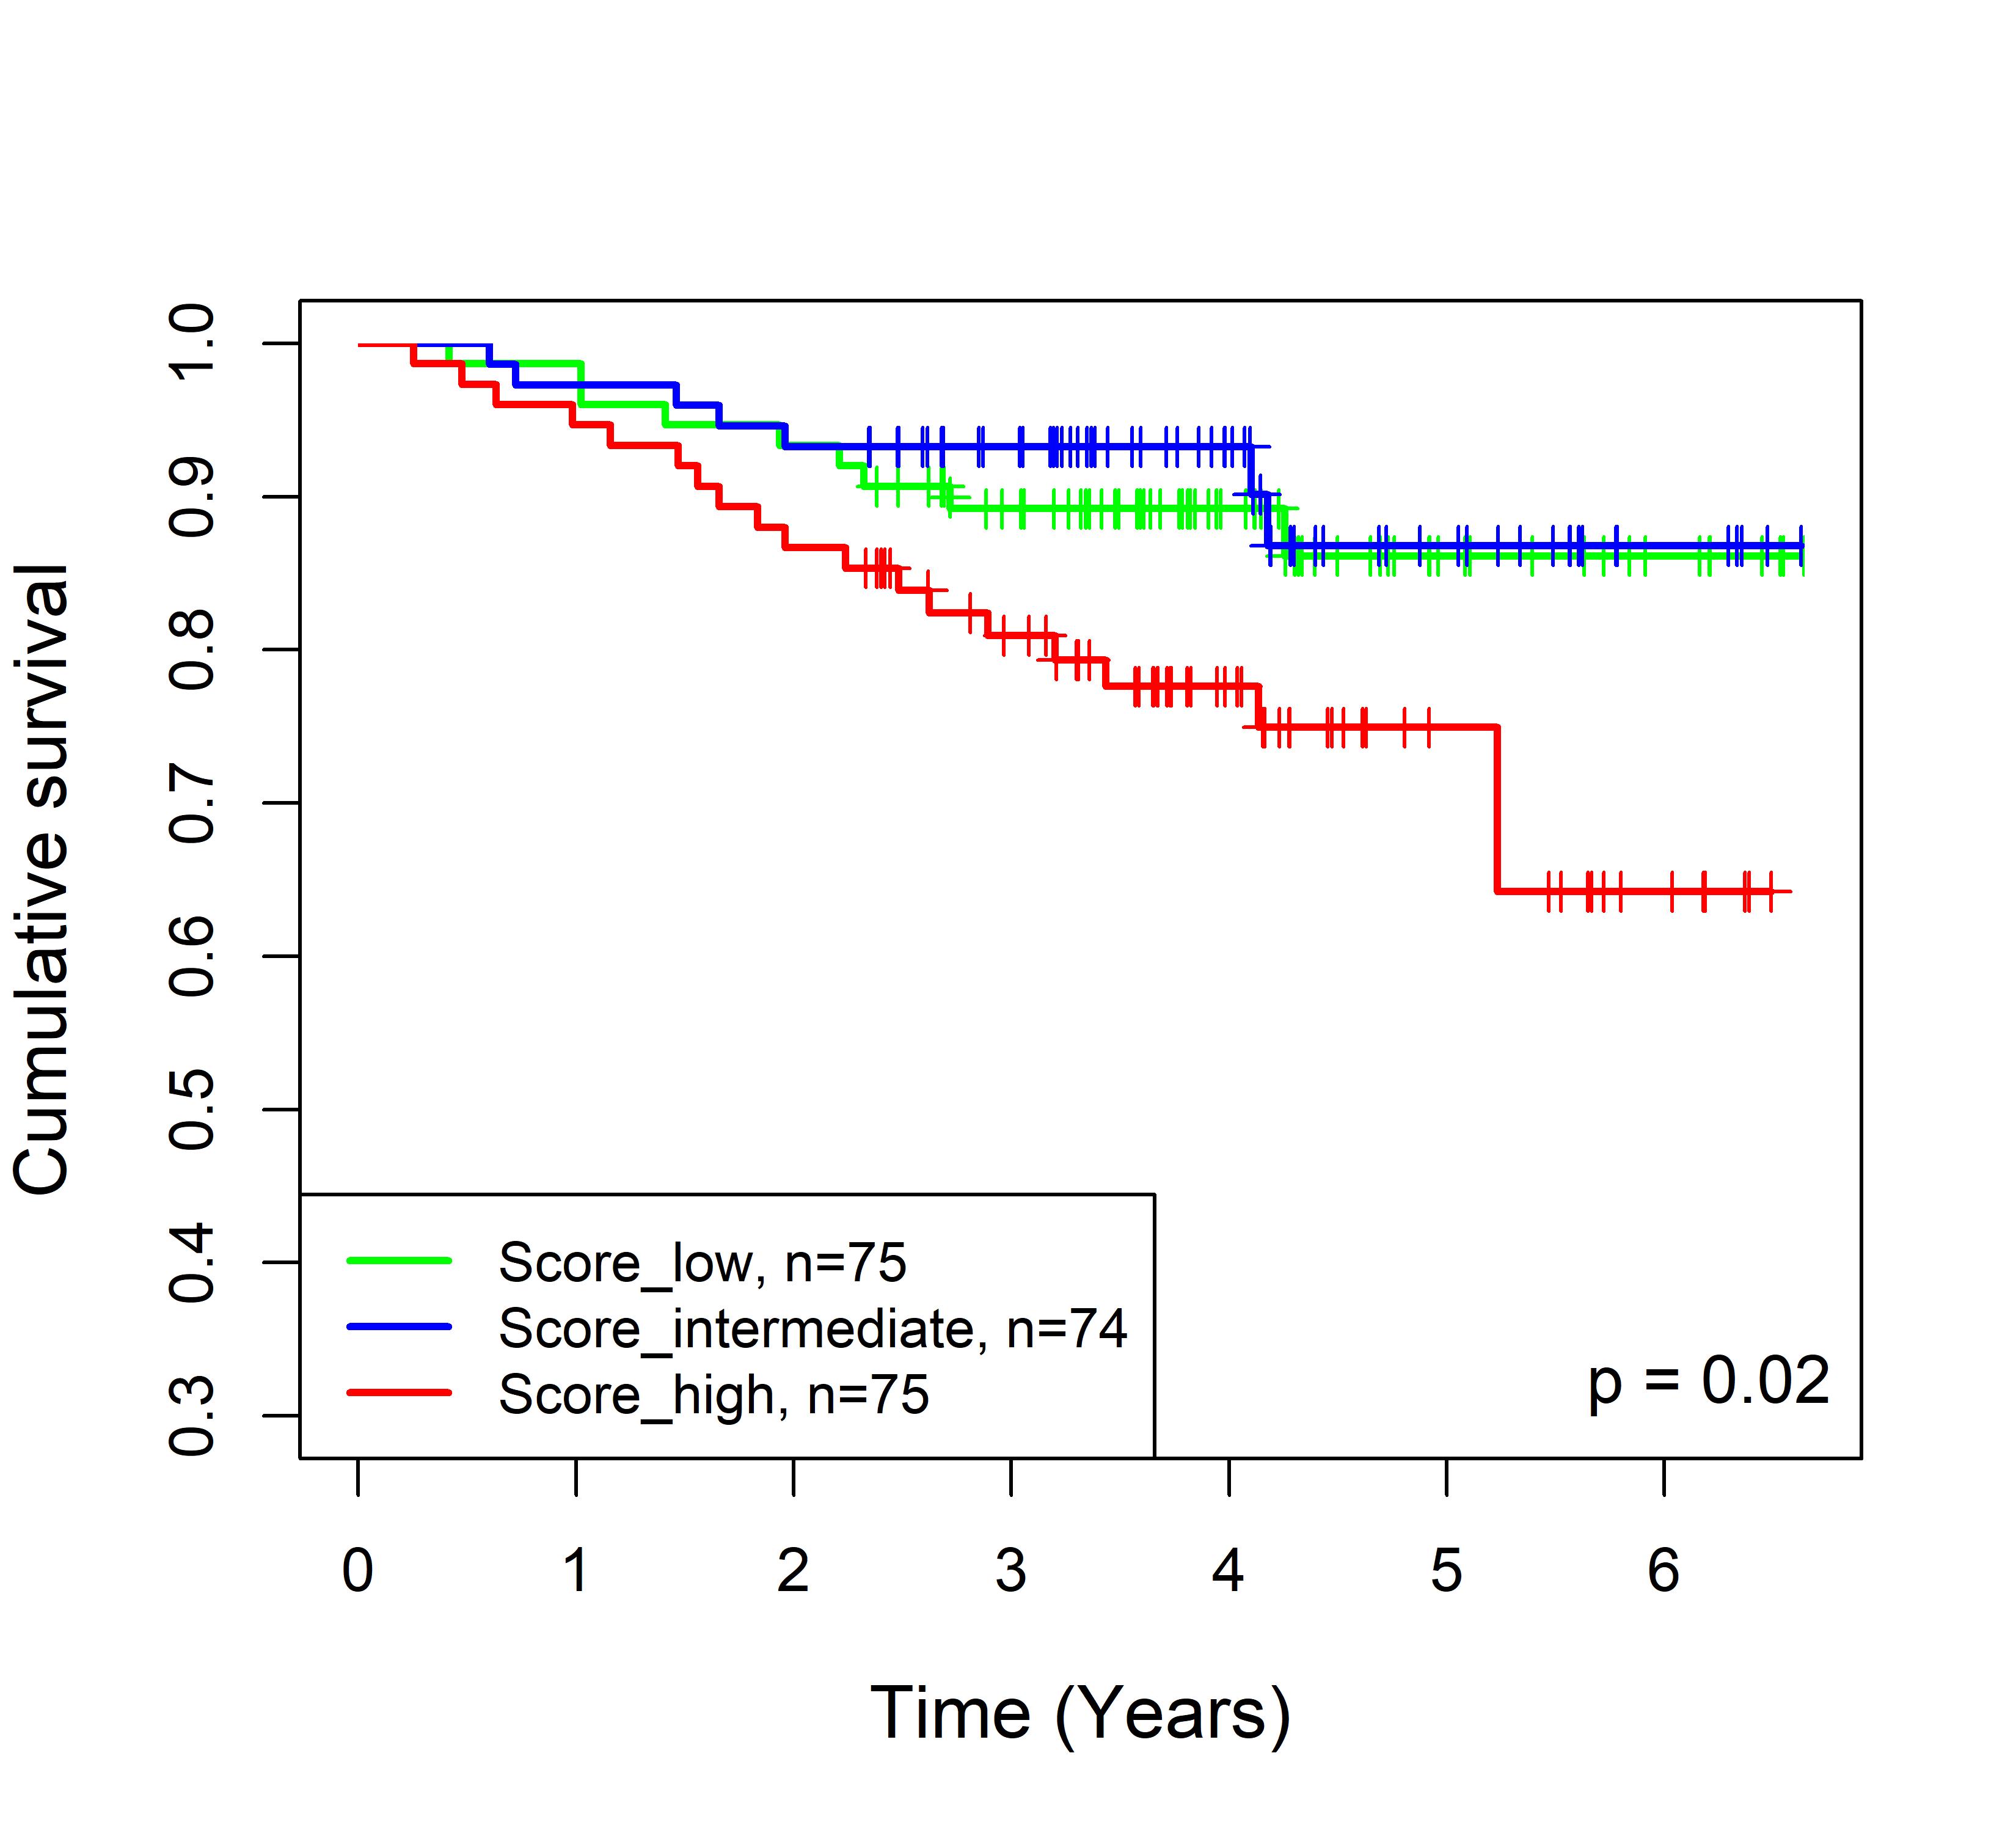 Cumulative survival
1.0
0.9
0.8
0.7
0.6
0.5
0.4
0.3
Score_low, n=75
Score_intermediate, n=74
Score_high, n=75
p = 0.02
0 1 2 3 4 5 6
Time (Years)